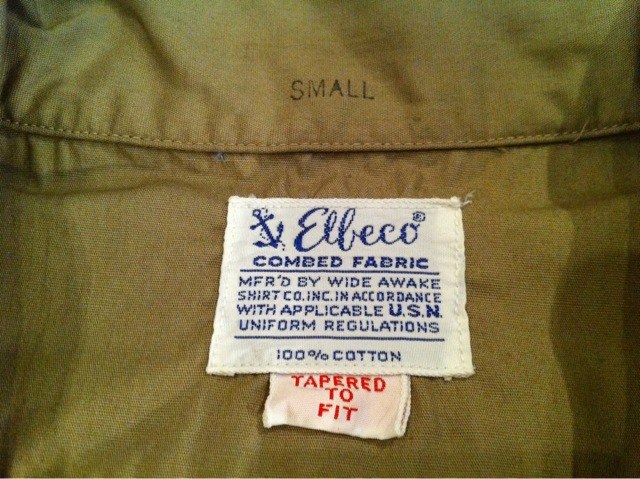 SMALL
Elbeco®
COMBED FABRIC
MFR'D BY WIDE AWAKE
SHIRT CO. INC. IN ACCORDANCE
WITH APPLICABLE U.S.N.
UNIFORM REGULATIONS
100% COTTON
TAPERED
TO
FIT